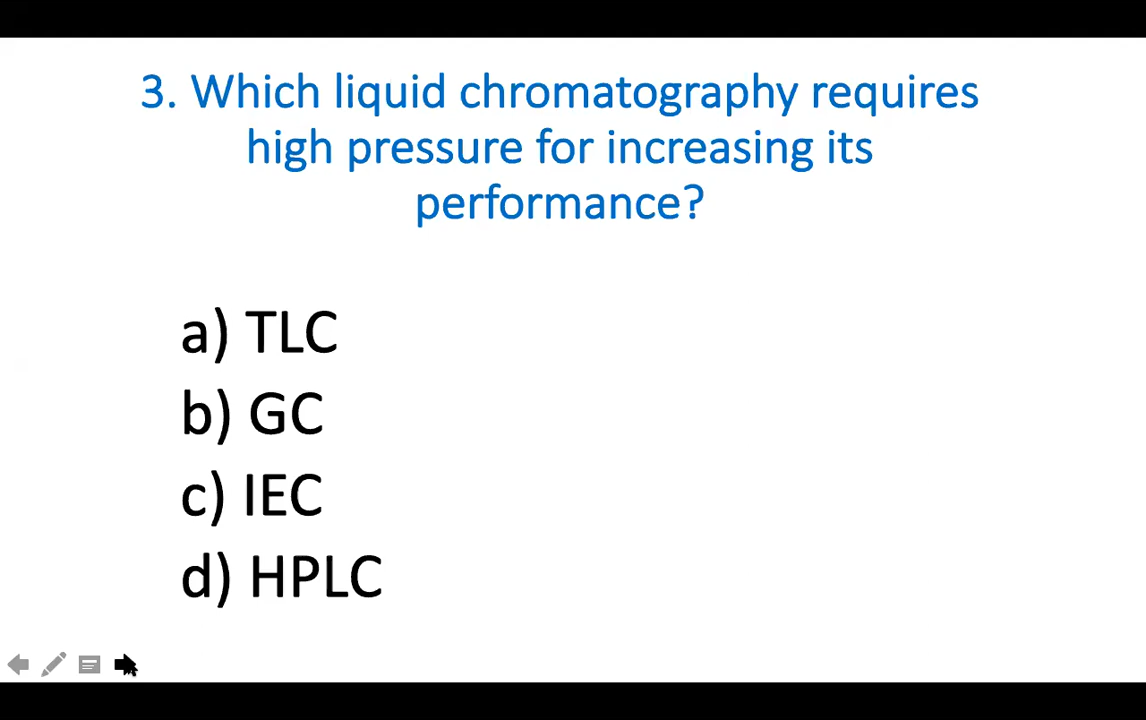 3. Which liquid chromatography requires
high pressure for increasing its
performance?
a) TLC
b) GC
c) IEC
d) HPLC